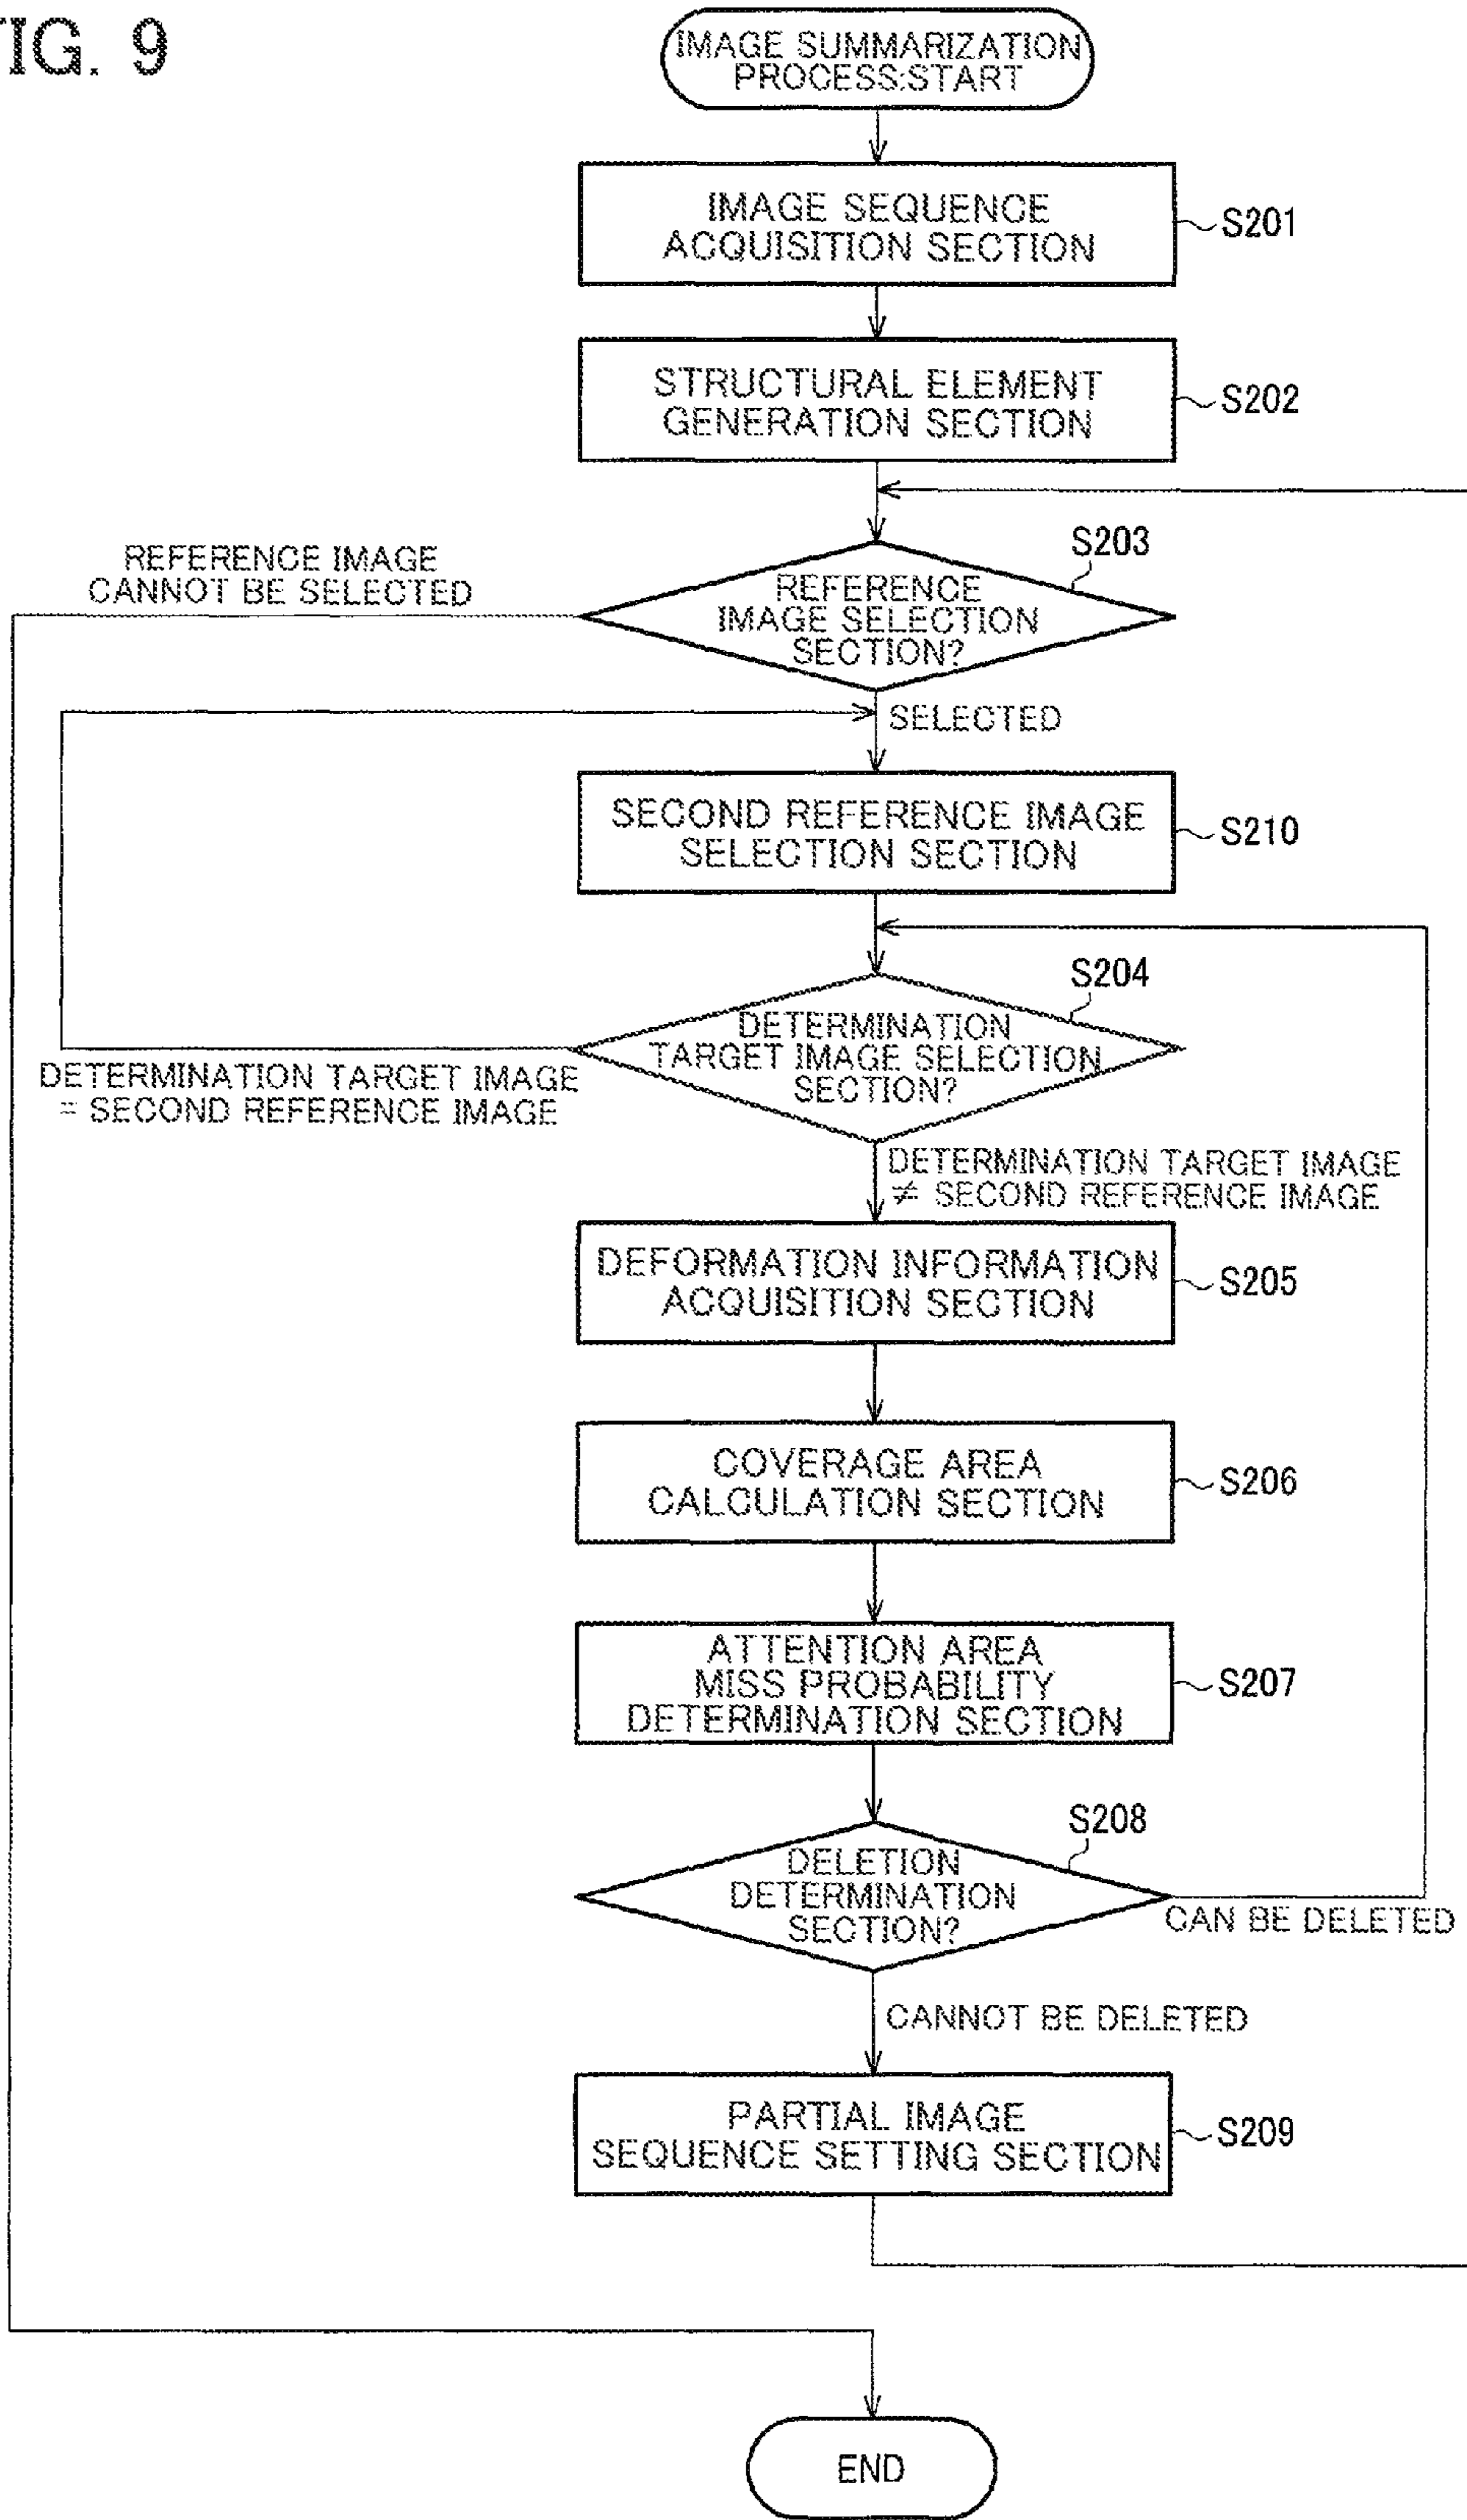 FIG. 9
IMAGE SUMMARIZATION
PROCESS:START
IMAGE SEQUENCE
ACQUISITION SECTION
S201
STRUCTURAL ELEMENT
GENERATION SECTION
S202
S203
REFERENCE IMAGE
CANNOT BE SELECTED
REFERENCE
IMAGE SELECTION
SECTION?
SELECTED
SECOND REFERENCE IMAGE
SELECTION SECTION
S210
S204
DETERMINATION
TARGET IMAGE SELECTION
SECTION?
DETERMINATION TARGET IMAGE
= SECOND REFERENCE IMAGE
DETERMINATION TARGET IMAGE
≠ SECOND REFERENCE IMAGE
DEFORMATION INFORMATION
ACQUISITION SECTION
S205
COVERAGE AREA
CALCULATION SECTION
S206
ATTENTION AREA
MISS PROBABILITY
DETERMINATION SECTION
S207
S208
DELETION
DETERMINATION
SECTION?
CAN BE DELETED
CANNOT BE DELETED
PARTIAL IMAGE
SEQUENCE SETTING SECTION
S209
END